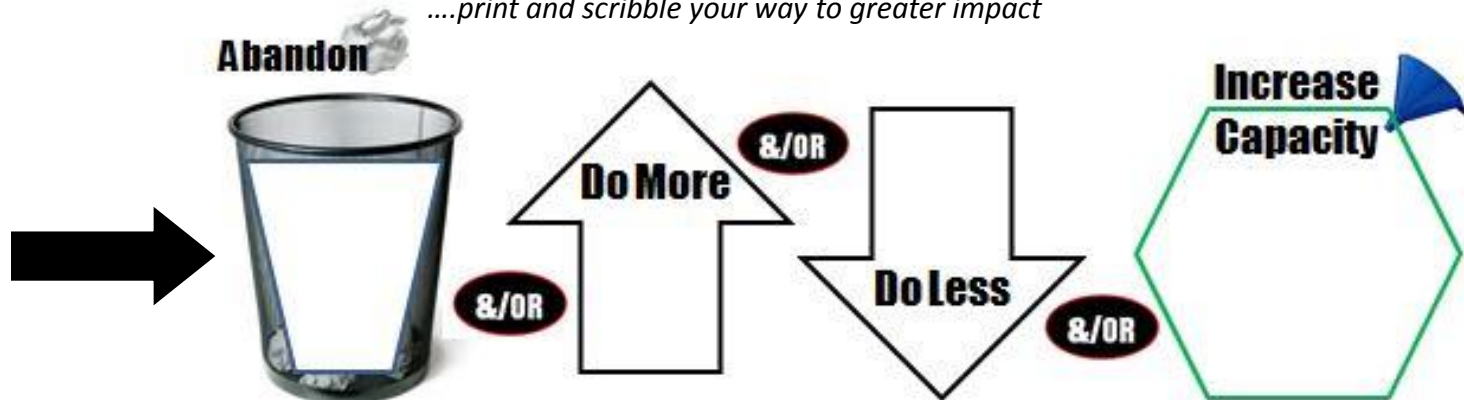 ....print and scribble your way to greater impact
Abandon
&/OR
Do More
&/OR
Do Less
&/OR
Increase
Capacity